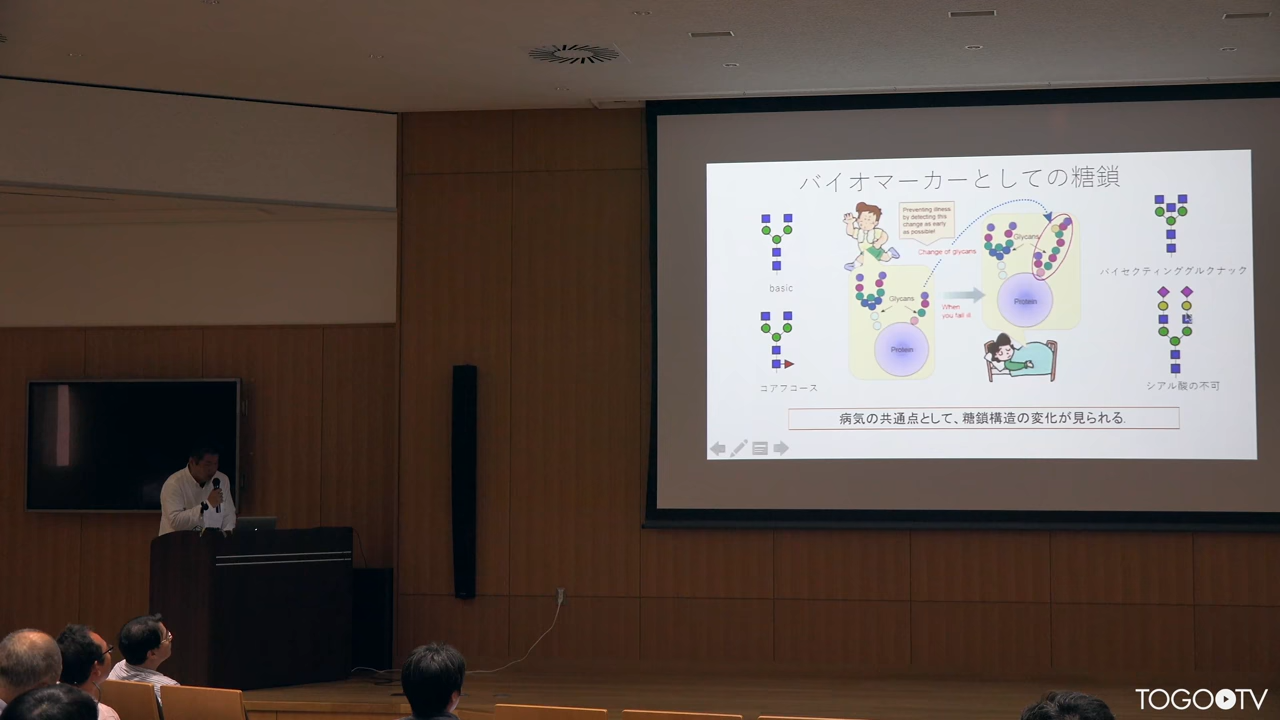 バイオマーカーとしての糖鎖
basic
コアフコース
Preventing illness
by detecting this
change as early
as possible!
Change of glycans
Glycans
Protein
When
you fall ill.
Glycans
Protein
バイセクティンググルクナック
シアル酸の不可
病気の共通点として、糖鎖構造の変化が見られる.
TOGOTV